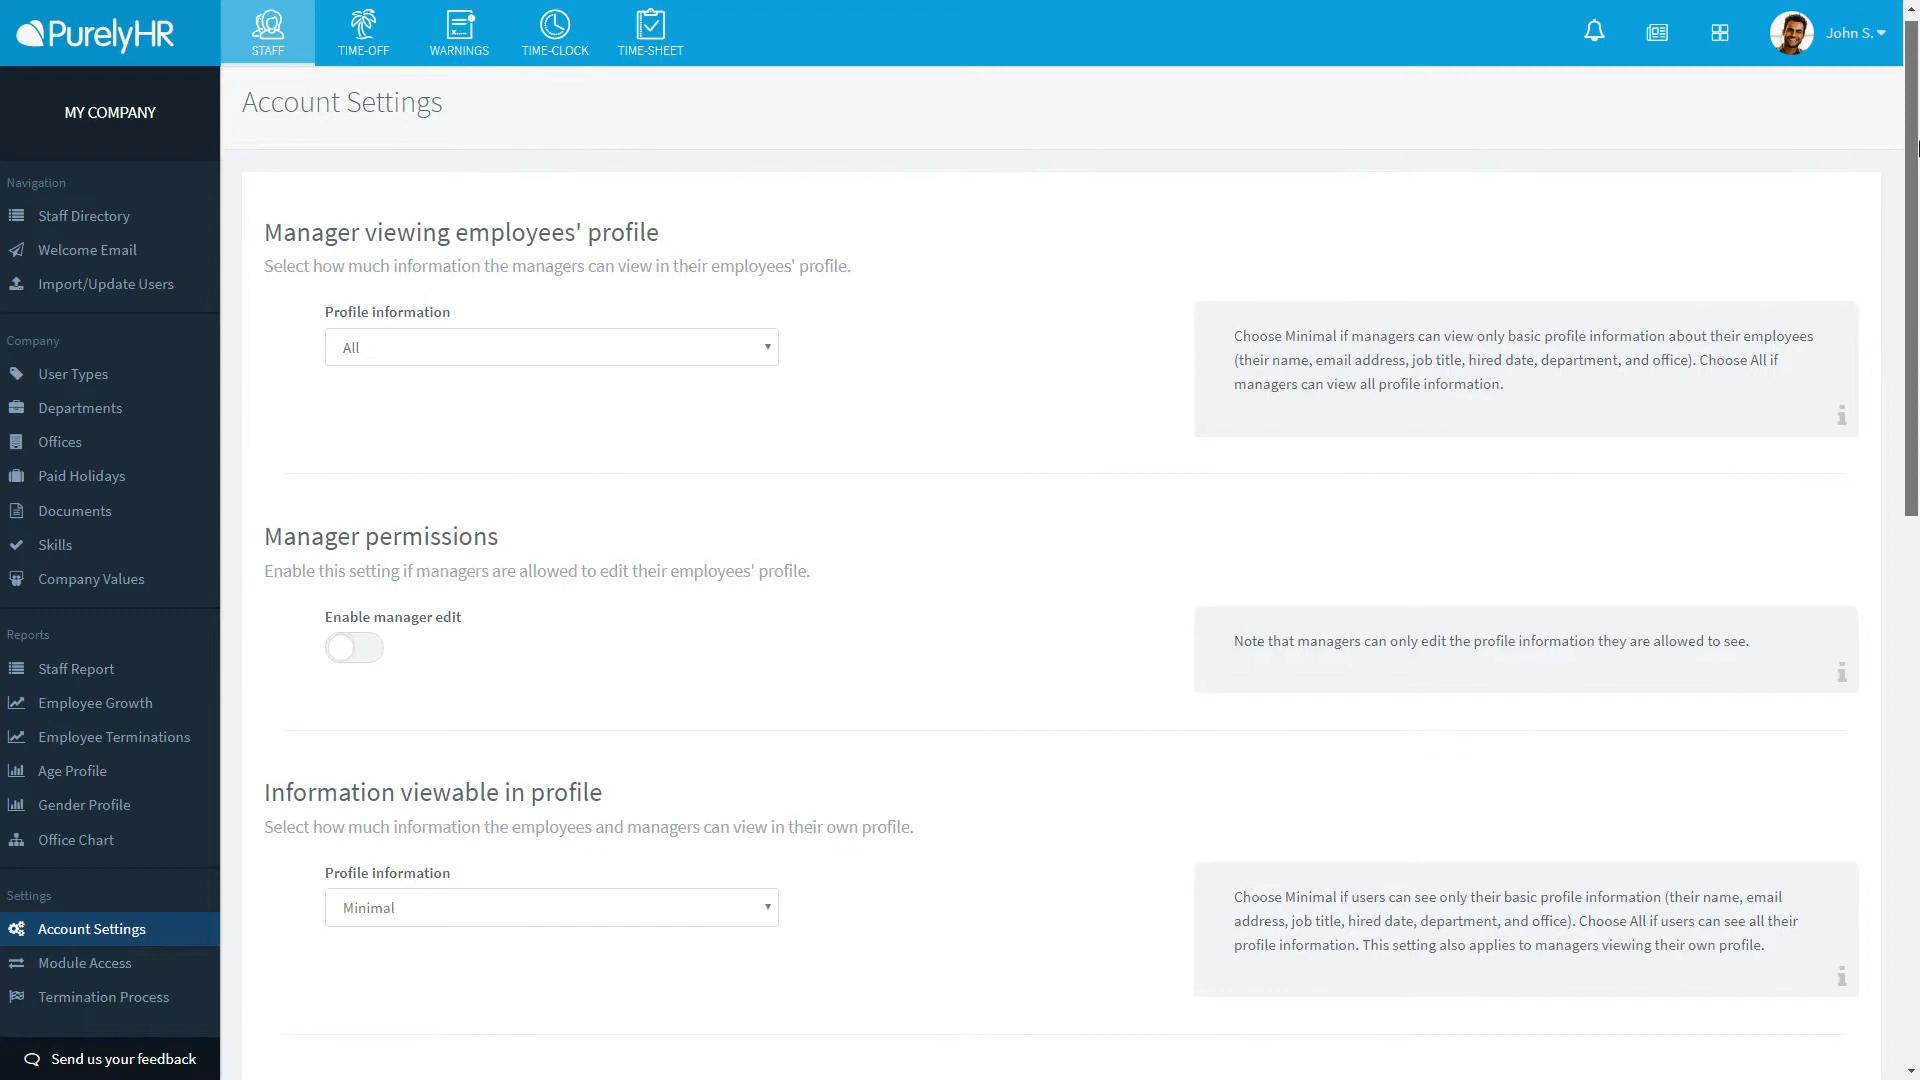 PurelyHR
STAFF
TIME-OFF
WARNINGS
TIME-CLOCK
TIME-SHEET
John S.
MY COMPANY
Navigation
Staff Directory
Welcome Email
Import/Update Users
Company
User Types
Departments
Offices
Paid Holidays
Documents
Skills
Company Values
Reports
Staff Report
Employee Growth
Employee Terminations
Age Profile
Gender Profile
Office Chart
Settings
Account Settings
Module Access
Termination Process
Send us your feedback
Account Settings
Manager viewing employees' profile
Select how much information the managers can view in their employees' profile.
Profile information
All
Choose Minimal if managers can view only basic profile information about their employees
(their name, email address, job title, hired date, department, and office). Choose All if
managers can view all profile information.
Manager permissions
Enable this setting if managers are allowed to edit their employees' profile.
Enable manager edit
Note that managers can only edit the profile information they are allowed to see.
Information viewable in profile
Select how much information the employees and managers can view in their own profile.
Profile information
Minimal
Choose Minimal if users can see only their basic profile information (their name, email
address, job title, hired date, department, and office). Choose All if users can see all their
profile information. This setting also applies to managers viewing their own profile.